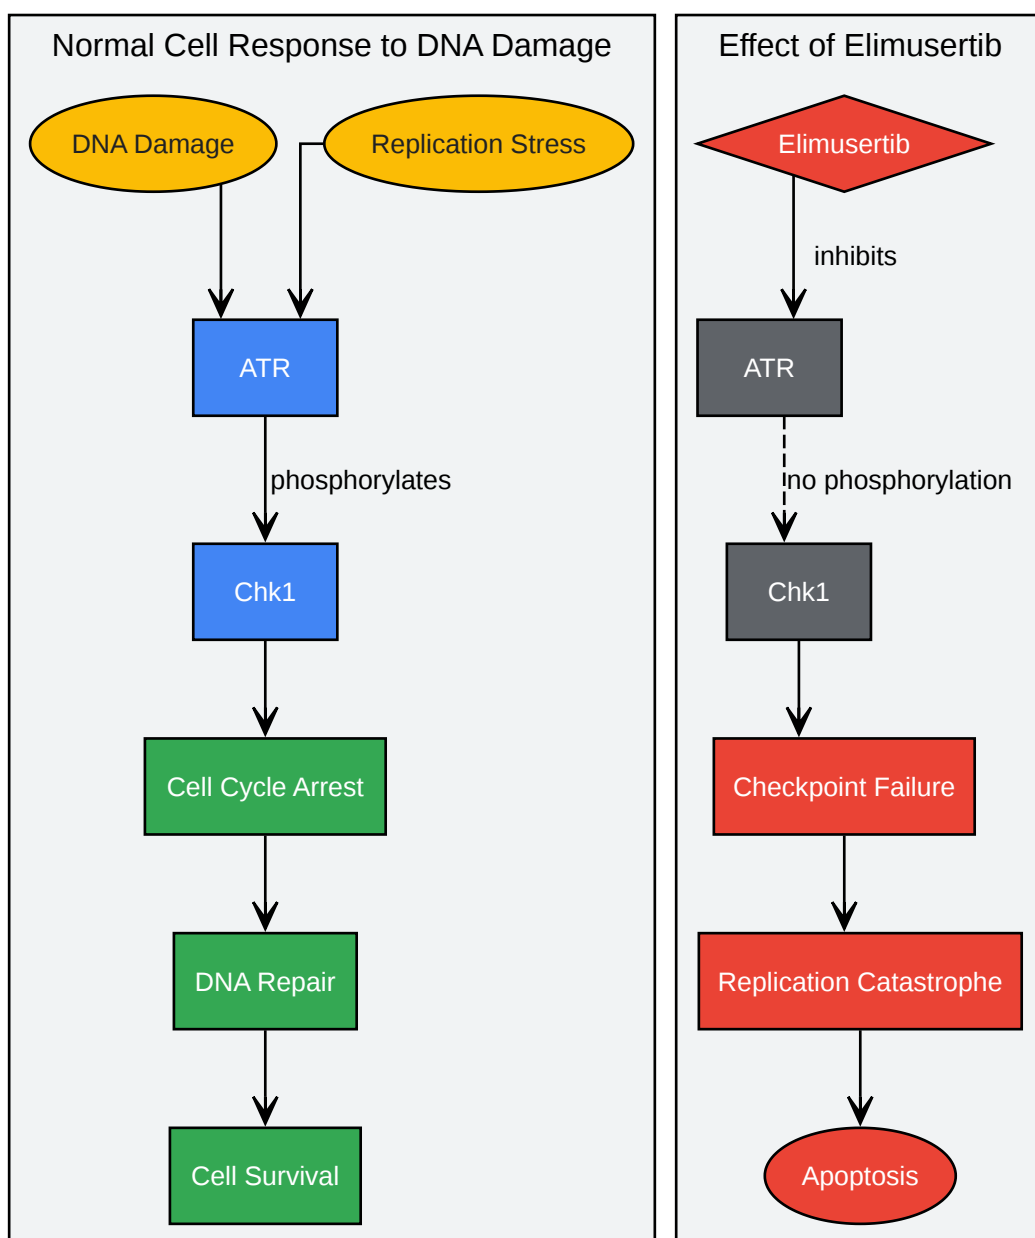 Normal Cell Response to DNA Damage
DNA Damage
Replication Stress
ATR
phosphorylates
Chk1
Cell Cycle Arrest
DNA Repair
Cell Survival
Effect of Elimusertib
Elimusertib
inhibits
ATR
no phosphorylation
Chk1
Checkpoint Failure
Replication Catastrophe
Apoptosis